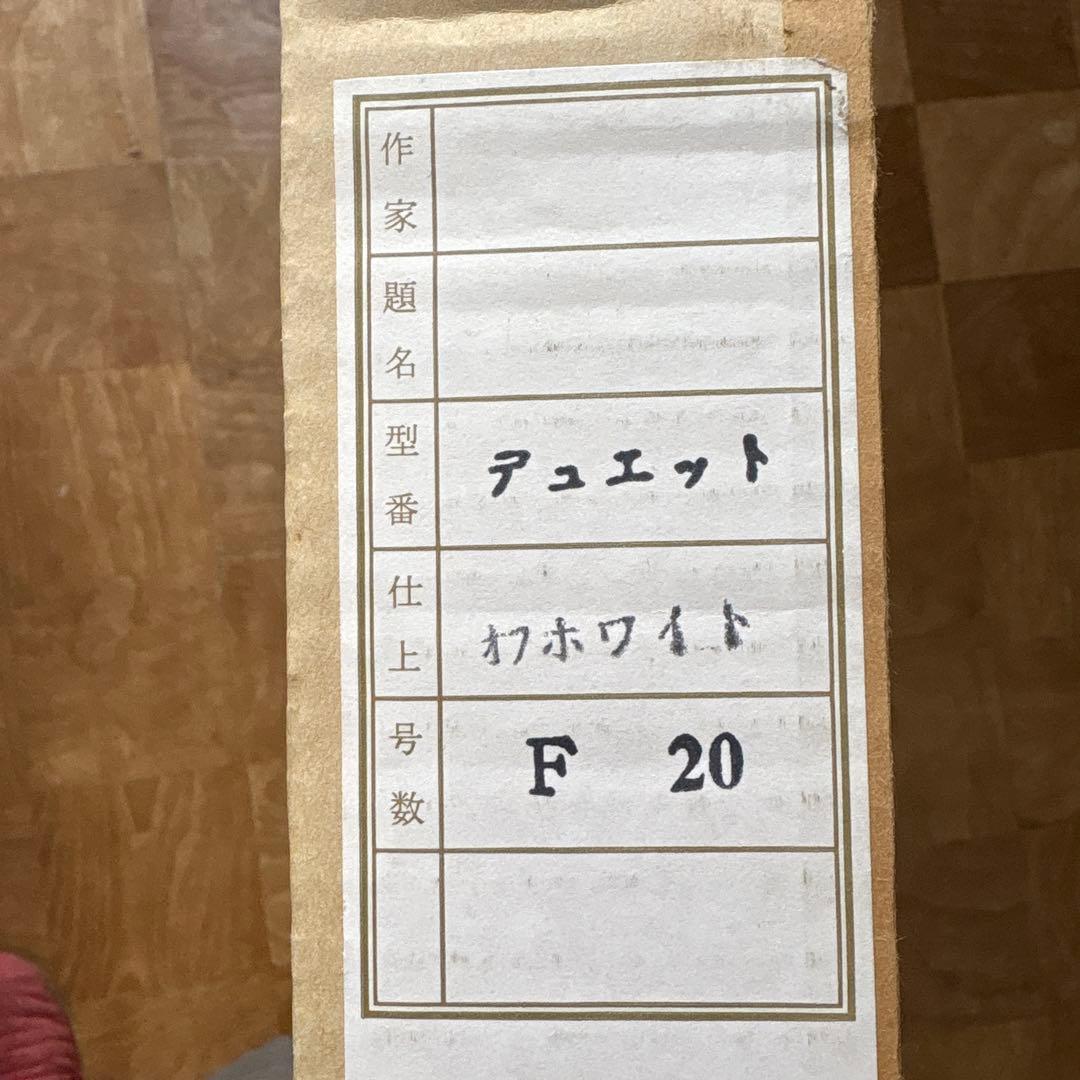 作家
題名
型番 デュエット
仕上 オフホワイト
号数 F 20